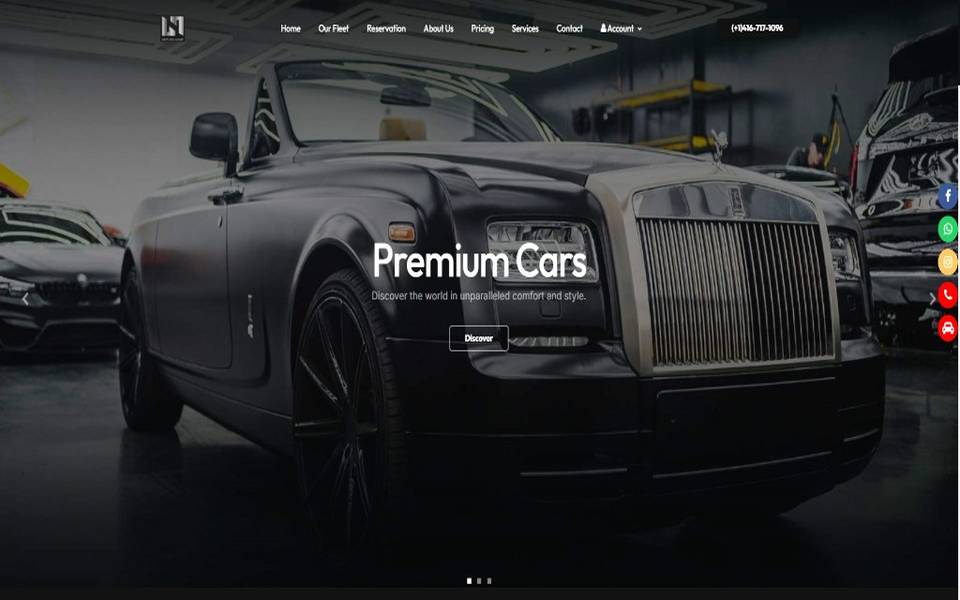 Home
Our Fleet
Reservation
About Us
Pricing
Services
Contact
Account
(+1)416-717-1096
Premium Cars
Discover the world in unparalleled comfort and style.
Discover